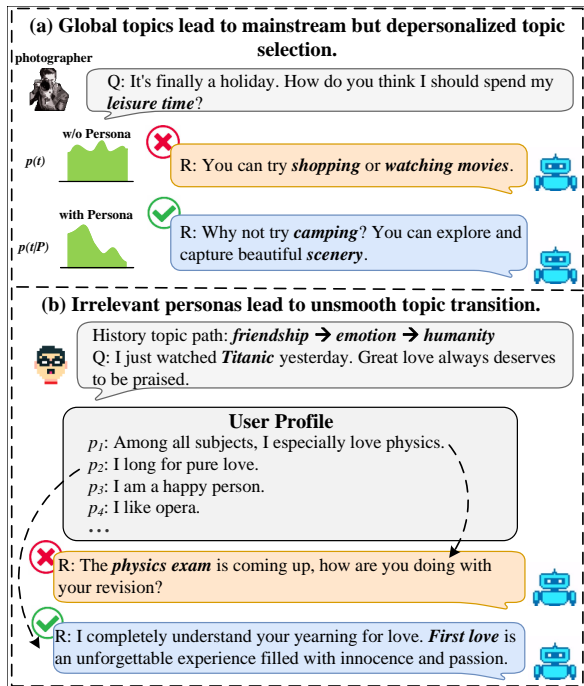 (a) Global topics lead to mainstream but depersonalized topic
selection.
photographer
Q: It's finally a holiday. How do you think I should spend my
leisure time?
w/o Persona
p(t)
R: You can try shopping or watching movies.
with Persona
p(t|P)
R: Why not try camping? You can explore and
capture beautiful scenery.
(b) Irrelevant personas lead to unsmooth topic transition.
History topic path: friendship → emotion → humanity
Q: I just watched Titanic yesterday. Great love always deserves
to be praised.
User Profile
p1: Among all subjects, I especially love physics.
p2: I long for pure love.
p3: I am a happy person.
p4: I like opera.
...
R: The physics exam is coming up, how are you doing with
your revision?
R: I completely understand your yearning for love. First love is
an unforgettable experience filled with innocence and passion.